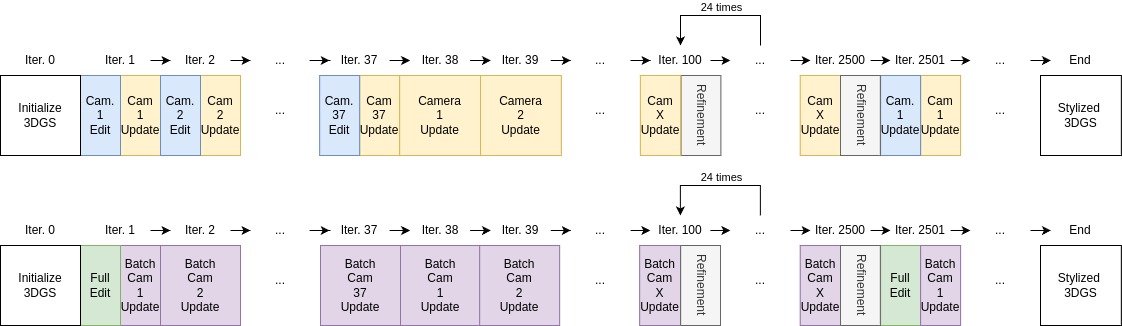 24 times
Iter. 0
Iter. 1
Iter. 2
...
Iter. 37
Iter. 38
Iter. 39
...
Iter. 100
...
Iter. 2500
Iter. 2501
...
End
Initialize
3DGS
Cam.
1
Edit
Cam
1
Update
Cam.
2
Edit
Cam
2
Update
...
Cam.
37
Edit
Cam
37
Update
Camera
1
Update
Camera
2
Update
...
Cam
X
Update
Refinement
...
Cam
X
Update
Refinement
Cam.
1
Update
Cam
1
Update
...
Stylized
3DGS
24 times
Iter. 0
Iter. 1
Iter. 2
...
Iter. 37
Iter. 38
Iter. 39
...
Iter. 100
...
Iter. 2500
Iter. 2501
...
End
Initialize
3DGS
Full
Edit
Batch
Cam
1
Update
Batch
Cam
2
Update
...
Batch
Cam
37
Update
Batch
Cam
1
Update
Batch
Cam
2
Update
...
Batch
Cam
X
Update
Refinement
...
Batch
Cam
X
Update
Refinement
Full
Edit
Batch
Cam
1
Update
...
Stylized
3DGS